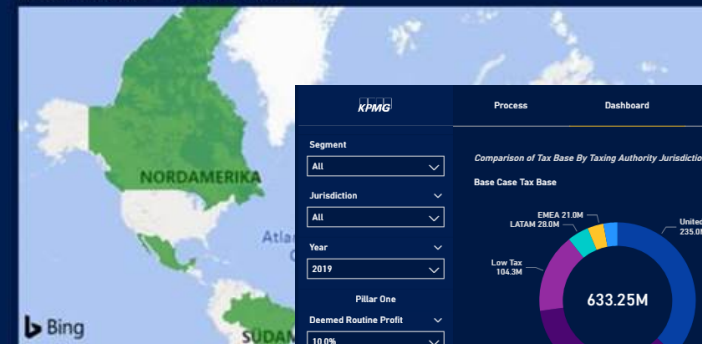 NORDAMERIKA
Atla
SÜDAM
Bing
KPMG
Process
Dashboard
Segment
All
Jurisdiction
All
Year
2019
Pillar One
Deemed Routine Profit
10.0%
Comparison of Tax Base By Taxing Authority Jurisdictio
Base Case Tax Base
EMEA 21.0M
LATAM 28.0M
United
235.0
Low Tax
104.3M
633.25M